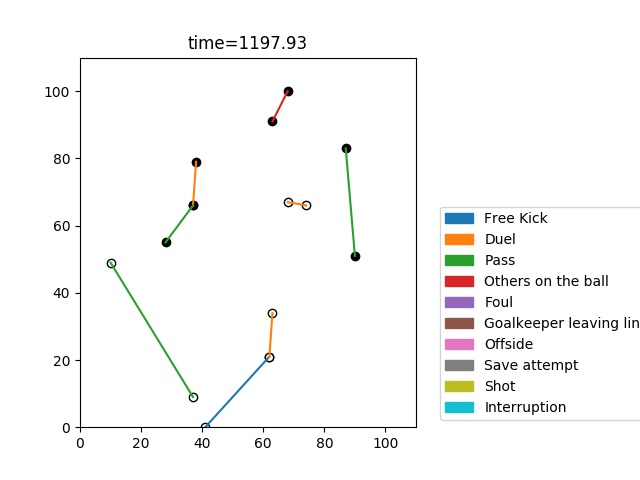 time=1197.93
100
80
60
40
20
0
0 20 40 60 80 100
Free Kick
Duel
Pass
Others on the ball
Foul
Goalkeeper leaving lin
Offside
Save attempt
Shot
Interruption